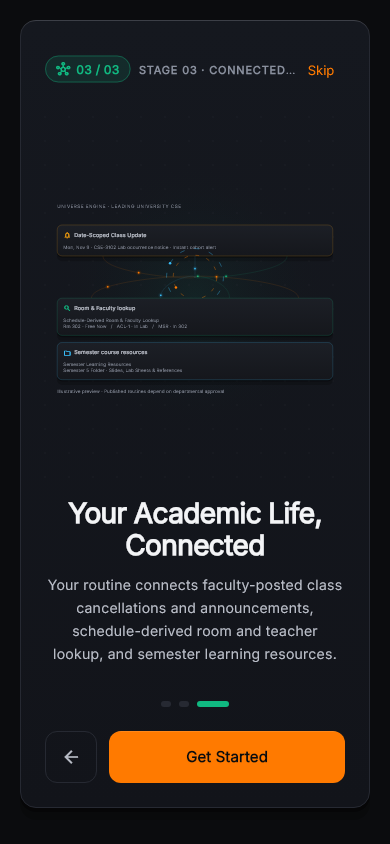 03 / 03
STAGE 03 · CONNECTED...
Skip
UNIVERSE ENGINE · LEADING UNIVERSITY CSE
Date-Scoped Class Update
Mon, Nov 9 · CSE-3102 Lab occurrence notice · Instant cohort alert
Room & Faculty lookup
Schedule-Derived Room & Faculty Lookup
Rm 302 · Free Now / ACL-1 · In Lab / MSR · In 302
Semester course resources
Semester Learning Resources
Semester 5 Folder · Slides, Lab Sheets & References
Illustrative preview · Published routines depend on departmental approval
Your Academic Life,
Connected
Your routine connects faculty-posted class
cancellations and announcements,
schedule-derived room and teacher
lookup, and semester learning resources.
Get Started